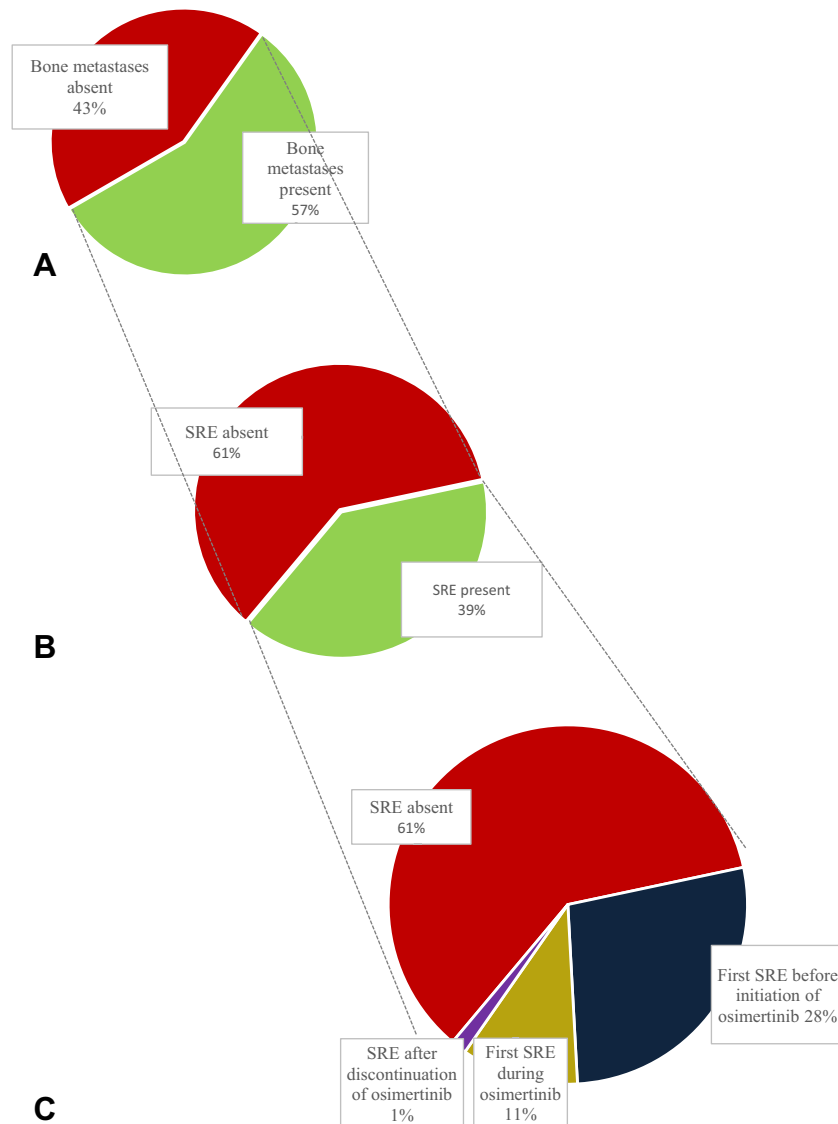 Bone metastases
absent
43%
Bone
metastases
present
57%
A
SRE absent
61%
SRE present
39%
B
SRE absent
61%
First SRE before
initiation of
osimertinib 28%
SRE after
discontinuation
of osimertinib
1%
First SRE
during
osimertinib
11%
C